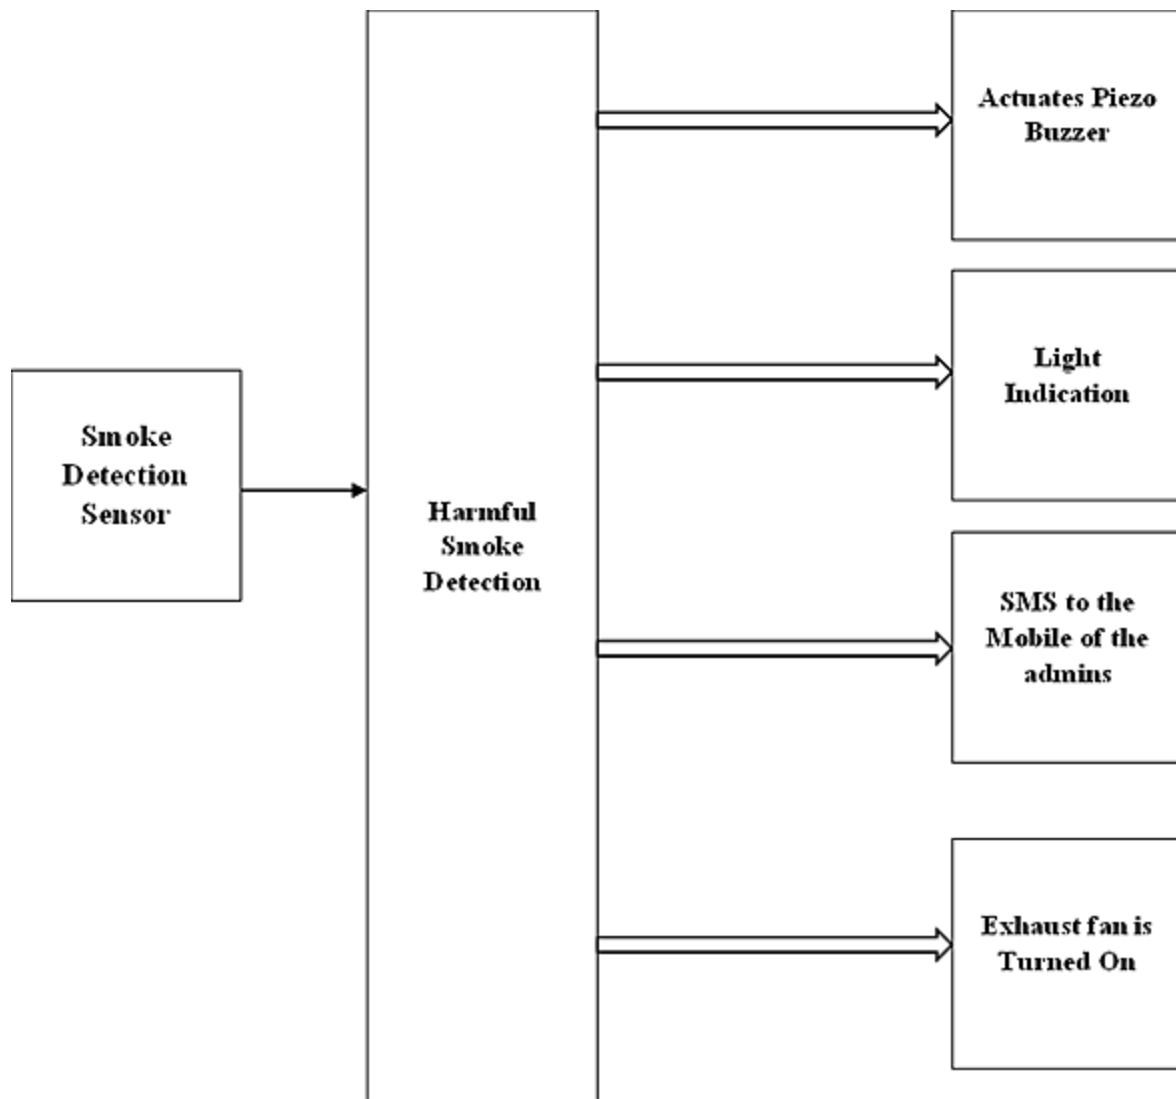 Actuates Piezo
Buzzer
Light
Indication
Smoke
Detection
Sensor
Harmful
Smoke
Detection
SMS to the
Mobile of the
admins
Exhaust fan is
Turned On